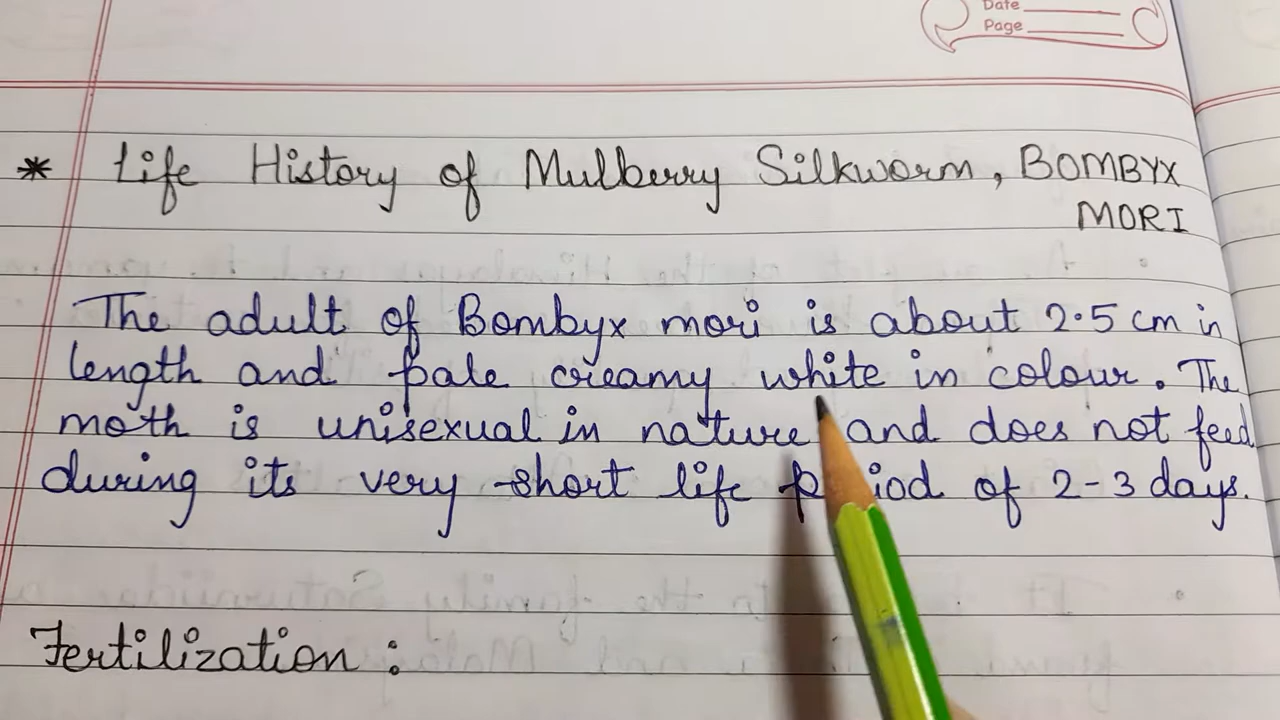 Date
Page
* Life History of Mulberry Silkworm, BOMBYX
MORI
The adult of Bombyx mori is about 2.5 cm in
length and pale creamy white in colour. The
moth is unisexual in nature and does not feed
during its very short life of 2-3 days.
Fertilization :